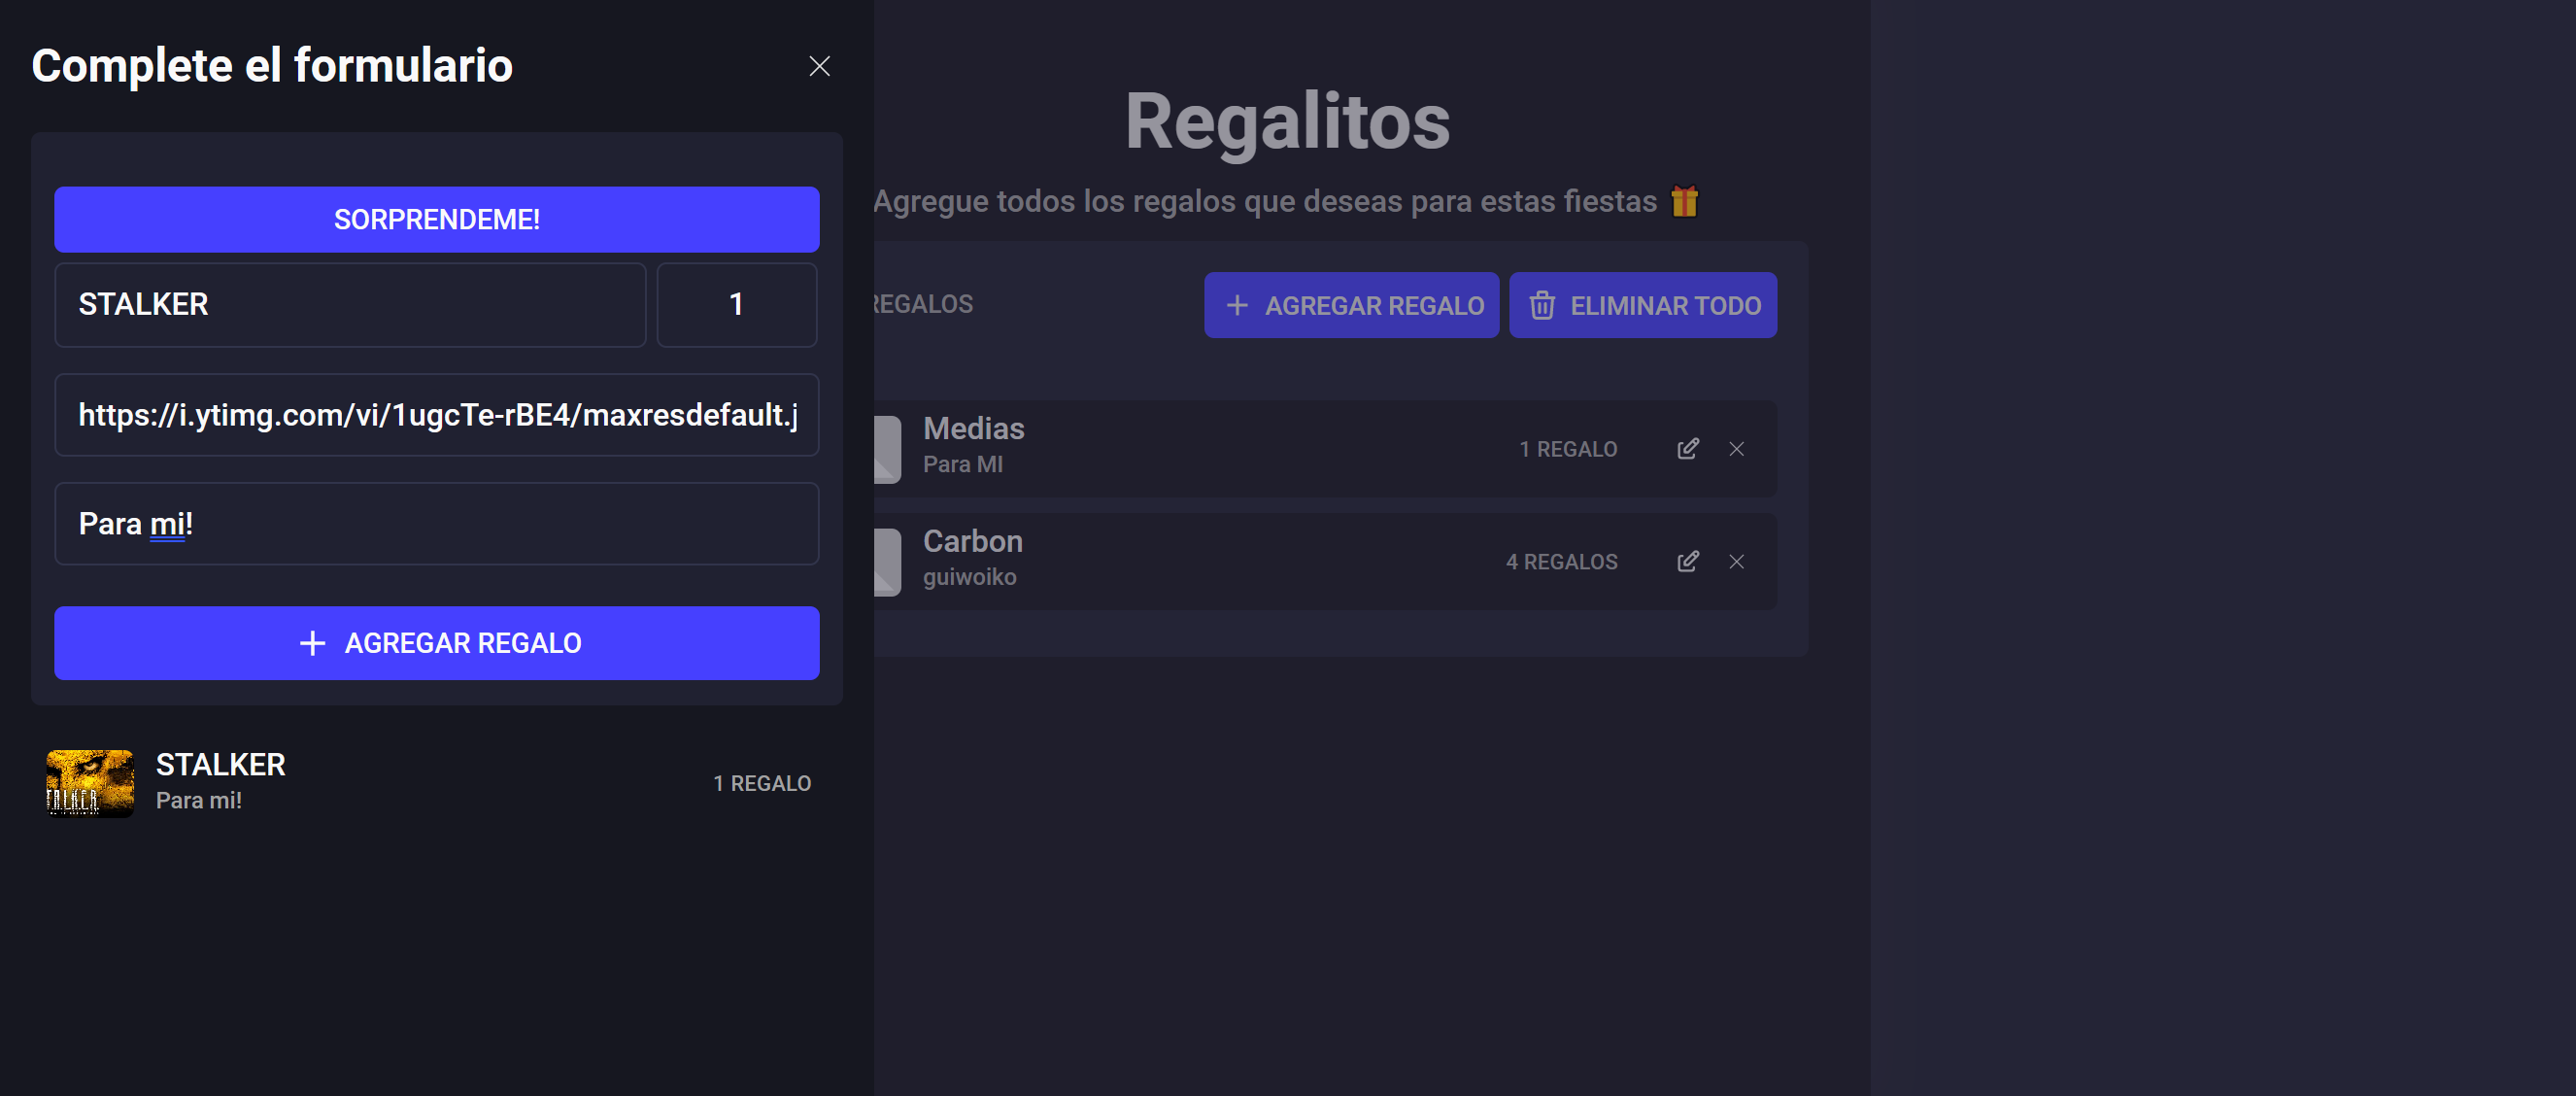 Complete el formulario
SORPRENDEME!
STALKER
1
https://i.ytimg.com/vi/1ugcTe-rBE4/maxresdefault.j
Para mi!
AGREGAR REGALO
STALKER
Para mi!
1 REGALO
Regalitos
Agregue todos los regalos que deseas para estas fiestas 🎁
REGALOS
AGREGAR REGALO
ELIMINAR TODO
Medias
Para MI
1 REGALO
Carbon
guiwoiko
4 REGALOS